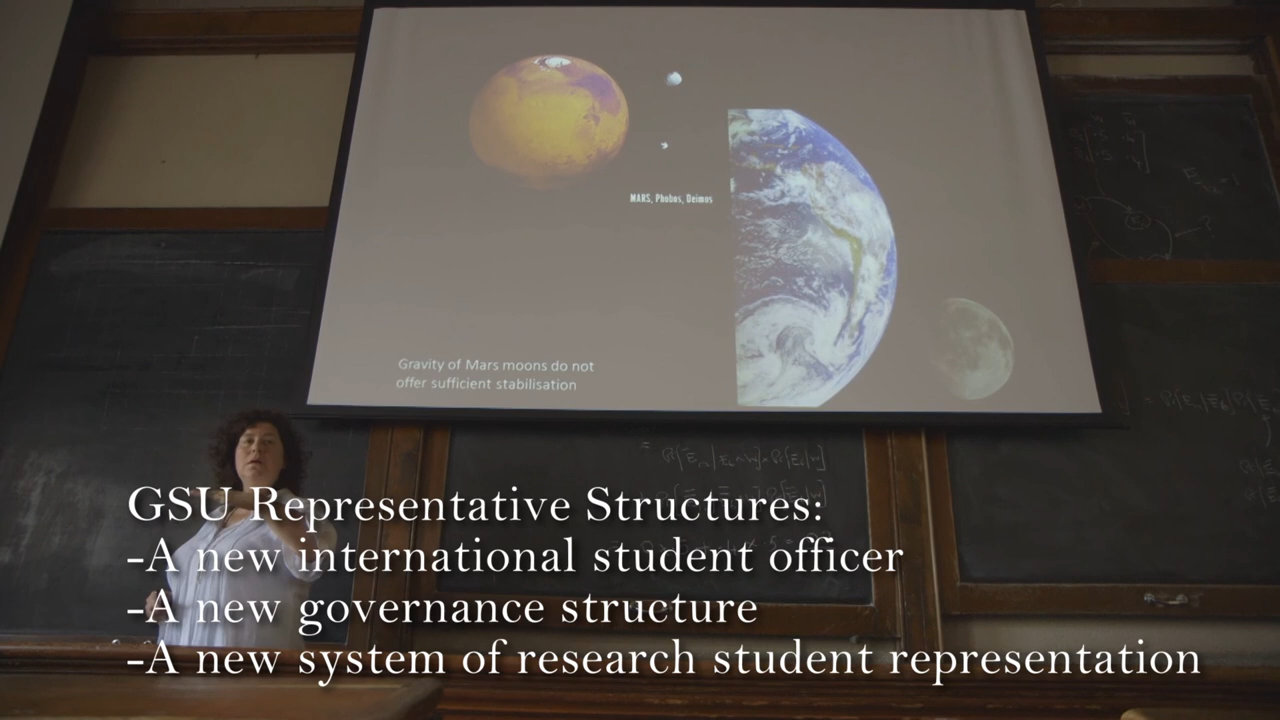 MARS, Phobos, Deimos
Gravity of Mars moons do not
offer sufficient stabilisation
GSU Representative Structures:
-A new international student officer
-A new governance structure
-A new system of research student representation